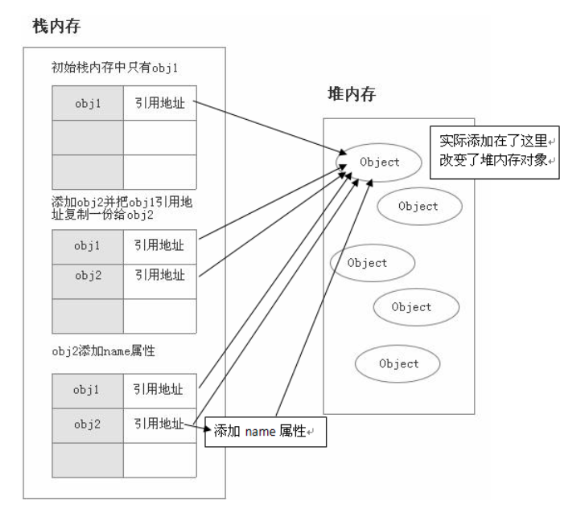 栈内存
初始栈内存中只有obj1
obj1 引用地址
添加obj2并把obj1引用地
址复制一份给obj2
obj1 引用地址
obj2 引用地址
obj2添加name属性
obj1 引用地址
obj2 引用地址
添加 name 属性↵
堆内存
实际添加在了这里↵
改变了堆内存对象↵
Object
Object
Object
Object
Object